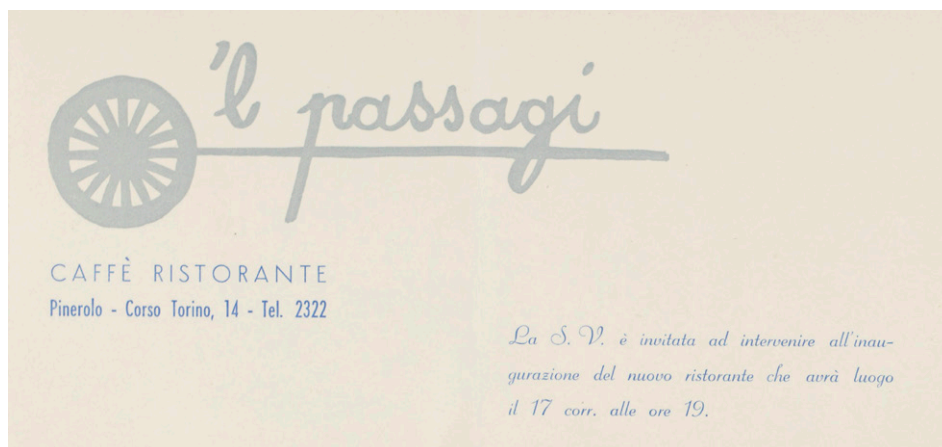 'l passagi
CAFFÈ RISTORANTE
Pinerolo - Corso Torino, 14 - Tel. 2322
La S. V. è invitata ad intervenire all'inau-
gurazione del nuovo ristorante che avrà luogo
il 17 corr. alle ore 19.